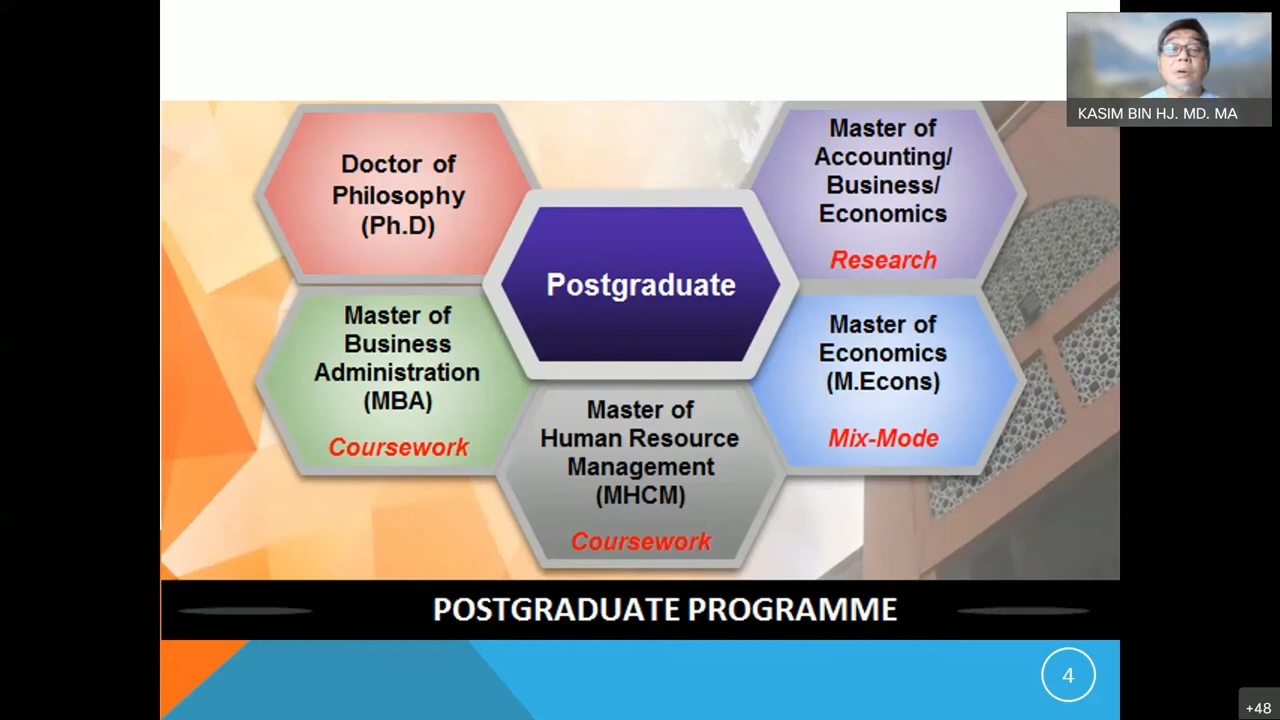 KASIM BIN HJ. MD. MA
Doctor of
Philosophy
(Ph.D)
Master of
Accounting/
Business/
Economics
Research
Postgraduate
Master of
Business
Administration
(MBA)
Coursework
Master of
Economics
(M.Econs)
Mix-Mode
Master of
Human Resource
Management
(MHCM)
Coursework
POSTGRADUATE PROGRAMME
4
+48